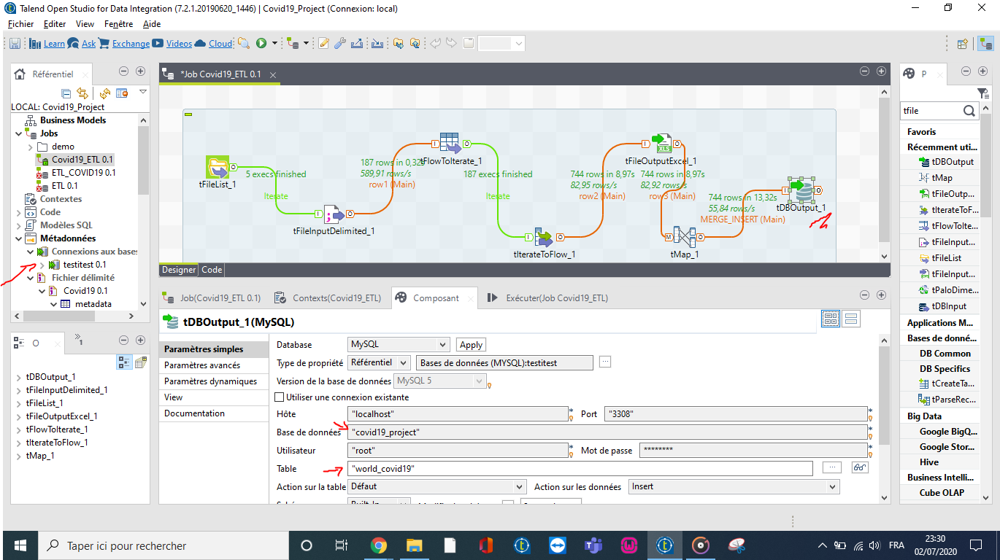 Talend Open Studio for Data Integration (7.2.1.20190620_1446) | Covid19_Project (Connexion: local)
Fichier Editer View Fenêtre Aide
Learn Ask Exchange Videos Cloud
Référentiel
LOCAL: Covid19_Project
Business Models
Jobs
demo
Covid19_ETL 0.1
ETL_COVID19 0.1
ETL 0.1
Contextes
Code
Modèles SQL
Métadonnées
Connexions aux bases
testitest 0.1
Fichier délimité
Covid19 0.1
metadata
O
tDBOutput_1
tFileInputDelimited_1
tFileList_1
tFileOutputExcel_1
tFlowToIterate_1
tIterateToFlow_1
tMap_1
*Job Covid19_ETL 0.1
tFileList_1
5 execs finished
Iterate
tFileInputDelimited_1
187 rows in 0,32s
589,91 rows/s
row1 (Main)
tFlowToIterate_1
187 execs finished
Iterate
tIterateToFlow_1
744 rows in 8,97s
82,95 rows/s
row2 (Main)
XLS
tFileOutputExcel_1
744 rows in 8,97s
82,92 rows/s
row3 (Main)
tMap_1
744 rows in 13,32s
55,84 rows/s
MERGE_INSERT (Main)
tDBOutput_1
Designer Code
Job(Covid19_ETL 0.1) Contexts(Covid19_ETL) Composant Exécuter(Job Covid19_ETL)
tDBOutput_1(MySQL)
Paramètres simples
Paramètres avancés
Paramètres dynamiques
View
Documentation
Database MySQL Apply
Type de propriété Référentiel Bases de données (MYSQL):testitest ...
Version de la base de données MySQL 5
Utiliser une connexion existante
Hôte "localhost" * Port "3308" *
Base de données "covid19_project" *
Utilisateur "root" * Mot de passe ******** *
Table "world_covid19" ...
Action sur la table Défaut Action sur les données Insert
P
tfile
Favoris
Récemment uti...
tDBOutput
tMap
tFileOutp...
tIterateToF...
tFlowToIte...
tFileInput...
tFileList
tFileInput...
tPaloDime...
tDBInput
Applications M...
Bases de donné...
DB Common
DB Specifics
tCreateTa...
tParseRec...
Big Data
Google BigQ...
Google Stor...
Hive
Business Intelli...
Cube OLAP
Taper ici pour rechercher
FRA
23:30
02/07/2020